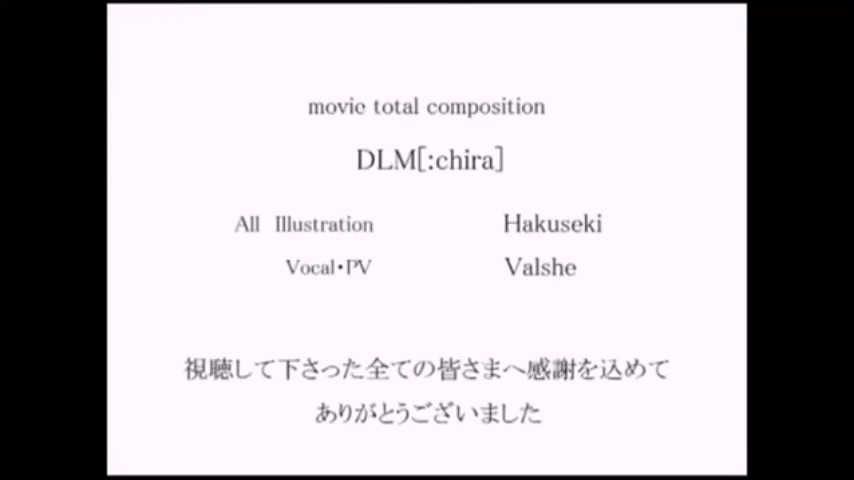 movie total composition
DLM[:chira]
All Illustration Hakuseki
Vocal・PV Valshe
視聴して下さった全ての皆さまへ感謝を込めて
ありがとうございました